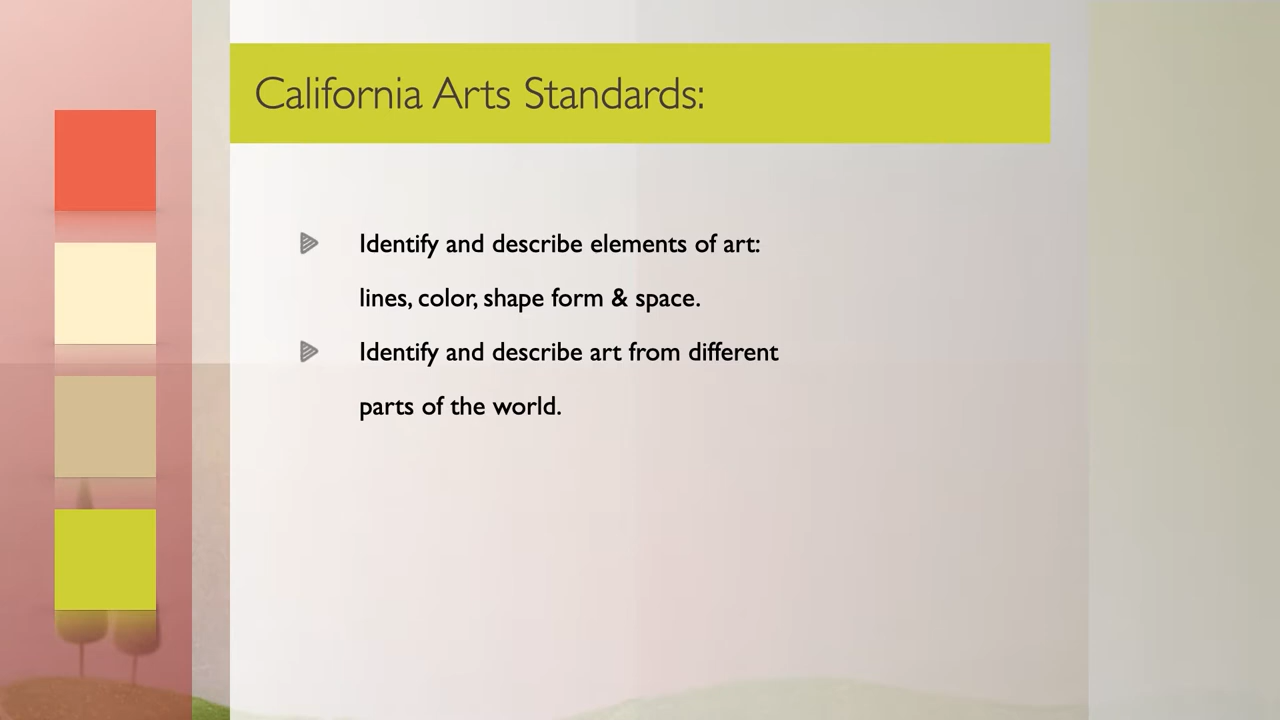 California Arts Standards:
Identify and describe elements of art:
lines, color, shape form & space.
Identify and describe art from different
parts of the world.